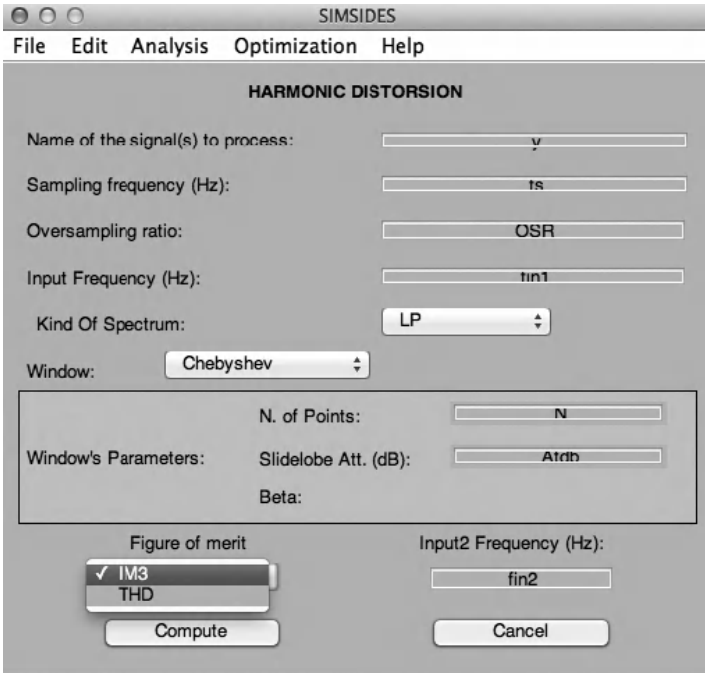 SIMSIDES
File Edit Analysis Optimization Help
HARMONIC DISTORSION
Name of the signal(s) to process: y
Sampling frequency (Hz): ts
Oversampling ratio: OSR
Input Frequency (Hz): fin1
Kind Of Spectrum: LP
Window: Chebyshev
N. of Points: N
Window's Parameters: Slidelobe Att. (dB): Atdb
Beta:
Figure of merit Input2 Frequency (Hz):
✓ IM3 fin2
THD
Compute Cancel